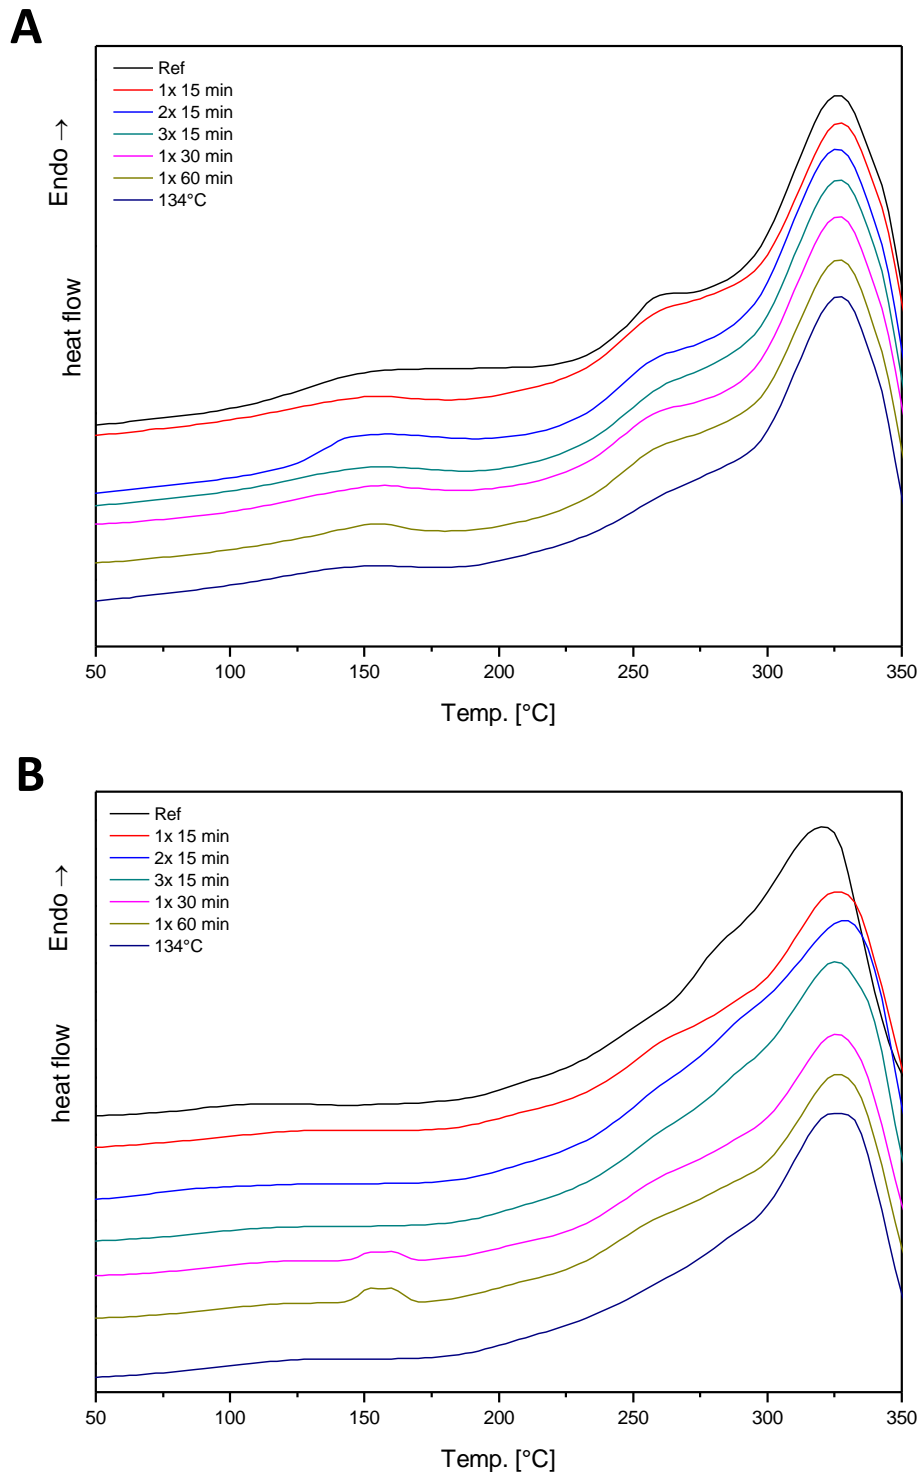 A
Ref
1x 15 min
2x 15 min
3x 15 min
1x 30 min
1x 60 min
134°C
heat flow Endo →
50 100 150 200 250 300 350
Temp. [°C]
B
Ref
1x 15 min
2x 15 min
3x 15 min
1x 30 min
1x 60 min
134°C
heat flow Endo →
50 100 150 200 250 300 350
Temp. [°C]